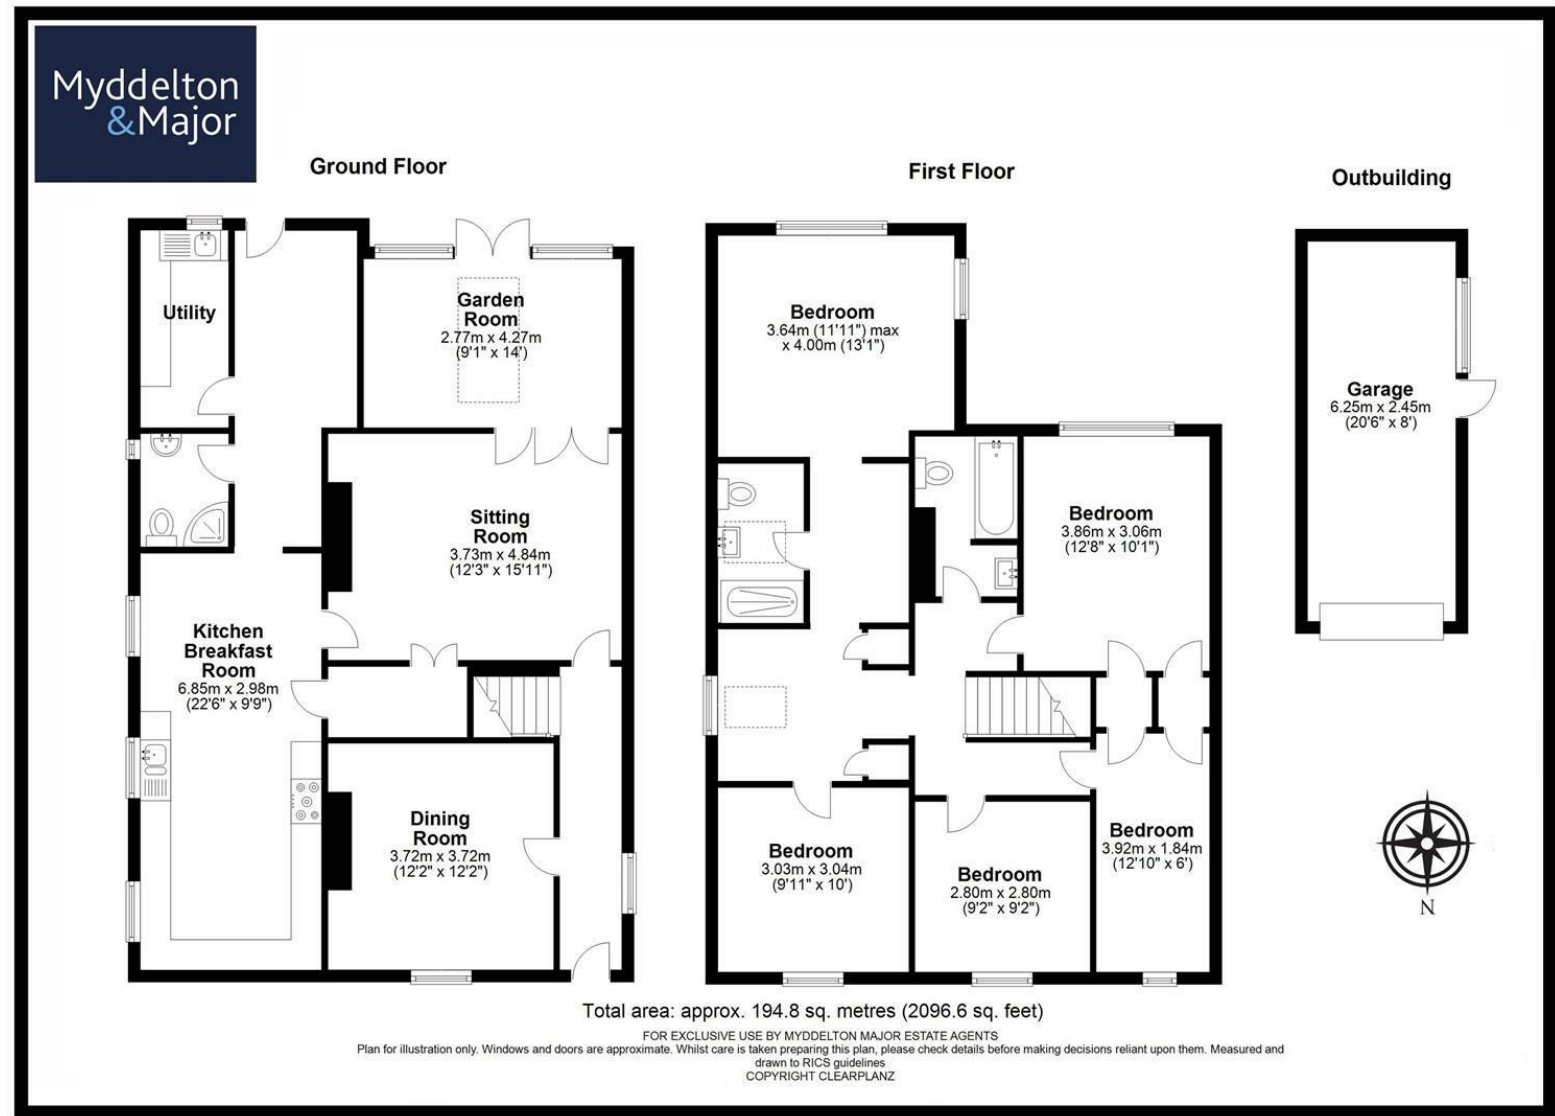 Myddelton
&Major
Ground Floor
First Floor
Outbuilding
Utility
Garden
Room
2.77m x 4.27m
(9'1" x 14')
Sitting
Room
3.73m x 4.84m
(12'3" x 15'11")
Kitchen
Breakfast
Room
6.85m x 2.98m
(22'6" x 9'9")
Dining
Room
3.72m x 3.72m
(12'2" x 12'2")
Bedroom
3.64m (11'11") max
x 4.00m (13'1")
Bedroom
3.86m x 3.06m
(12'8" x 10'1")
Bedroom
3.03m x 3.04m
(9'11" x 10')
Bedroom
2.80m x 2.80m
(9'2" x 9'2")
Bedroom
3.92m x 1.84m
(12'10" x 6')
Garage
6.25m x 2.45m
(20'6" x 8')
N
Total area: approx. 194.8 sq. metres (2096.6 sq. feet)
FOR EXCLUSIVE USE BY MYDDELTON MAJOR ESTATE AGENTS
Plan for illustration only. Windows and doors are approximate. Whilst care is taken preparing this plan, please check details before making decisions reliant upon them. Measured and
drawn to RICS guidelines
COPYRIGHT CLEARPLANZ